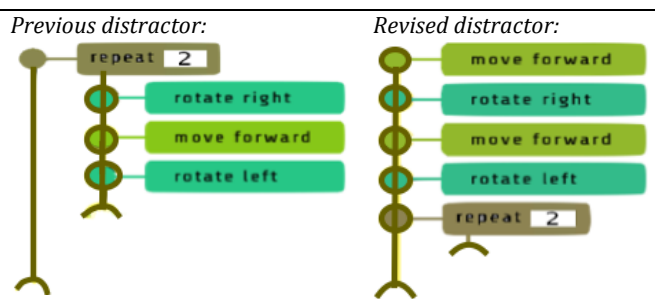 Previous distractor:
repeat 2
rotate right
move forward
rotate left
Revised distractor:
move forward
rotate right
move forward
rotate left
repeat 2